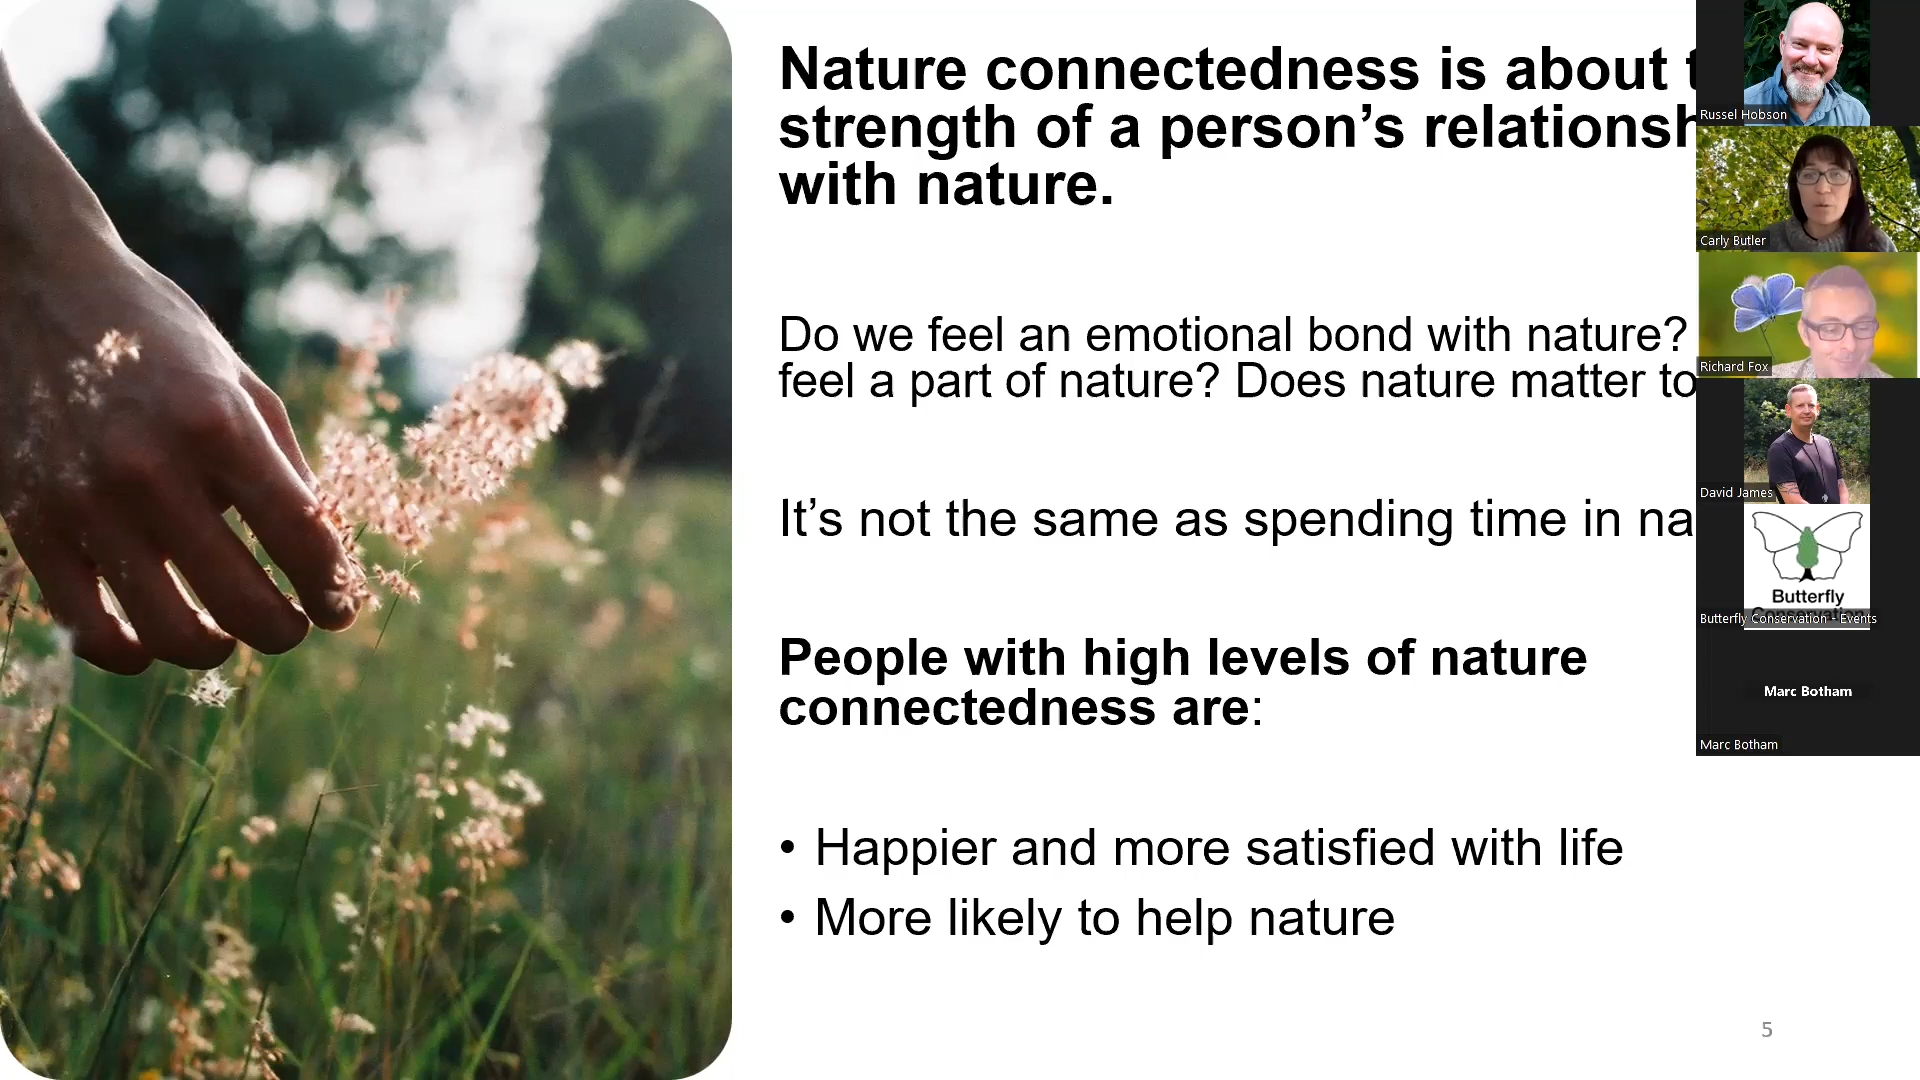 Nature connectedness is about t
strength of a person’s relationsh
with nature.
Do we feel an emotional bond with nature?
feel a part of nature? Does nature matter to
It’s not the same as spending time in na
People with high levels of nature
connectedness are:
• Happier and more satisfied with life
• More likely to help nature
5
Russel Hobson
Carly Butler
Richard Fox
David James
Butterfly
Conservation
Butterfly Conservation - Events
Marc Botham
Marc Botham